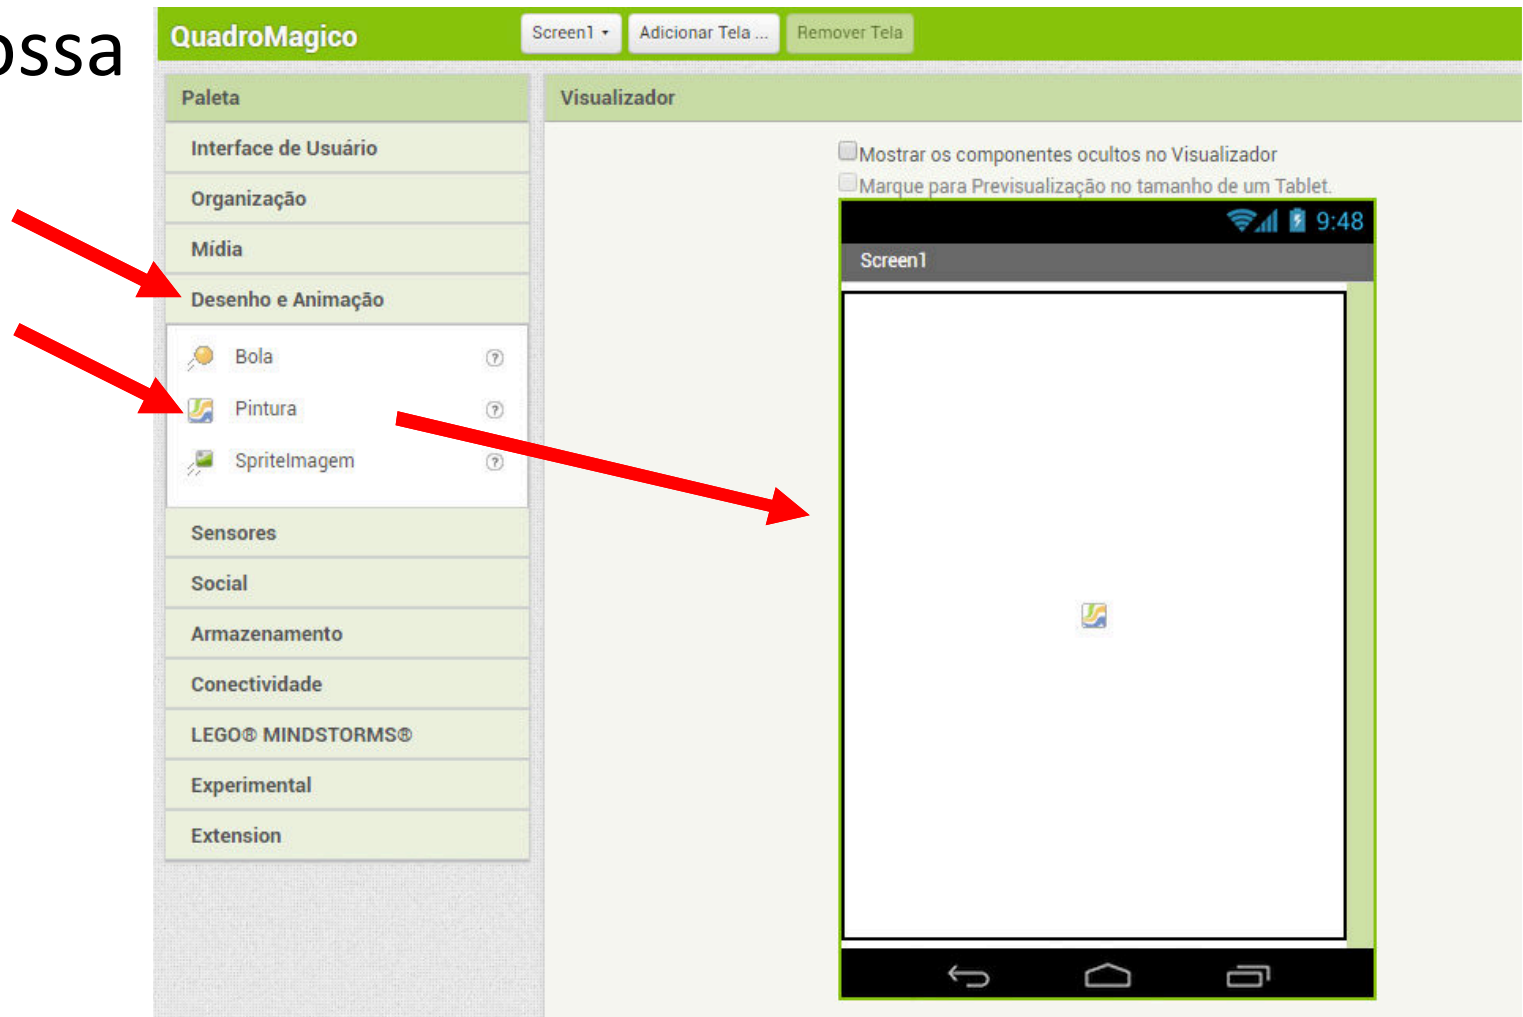 ossa
QuadroMagico
Screen1
Adicionar Tela ...
Remover Tela
Paleta
Interface de Usuário
Organização
Mídia
Desenho e Animação
Bola
?
Pintura
?
SpriteImagem
?
Sensores
Social
Armazenamento
Conectividade
LEGO® MINDSTORMS®
Experimental
Extension
Visualizador
Mostrar os componentes ocultos no Visualizador
Marque para Previsualização no tamanho de um Tablet.
9:48
Screen1